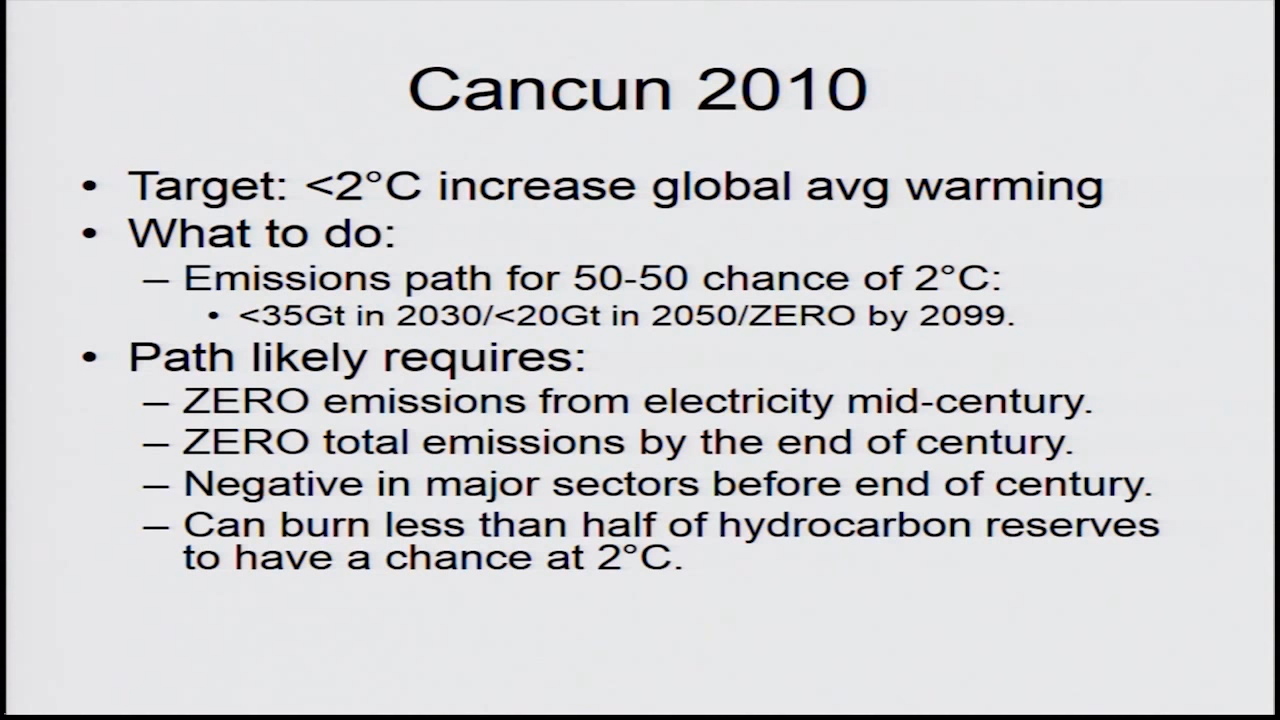 Cancun 2010
• Target: <2°C increase global avg warming
• What to do:
– Emissions path for 50-50 chance of 2°C:
• <35Gt in 2030/<20Gt in 2050/ZERO by 2099.
• Path likely requires:
– ZERO emissions from electricity mid-century.
– ZERO total emissions by the end of century.
– Negative in major sectors before end of century.
– Can burn less than half of hydrocarbon reserves
to have a chance at 2°C.